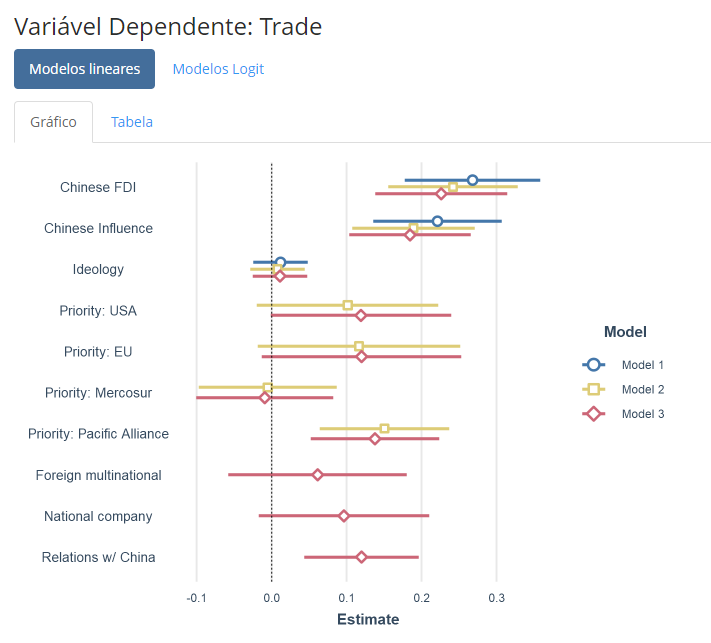 Variável Dependente: Trade
Modelos lineares
Modelos Logit
Gráfico
Tabela
Chinese FDI
Chinese Influence
Ideology
Priority: USA
Priority: EU
Priority: Mercosur
Priority: Pacific Alliance
Foreign multinational
National company
Relations w/ China
-0.1 0.0 0.1 0.2 0.3
Estimate
Model
Model 1
Model 2
Model 3